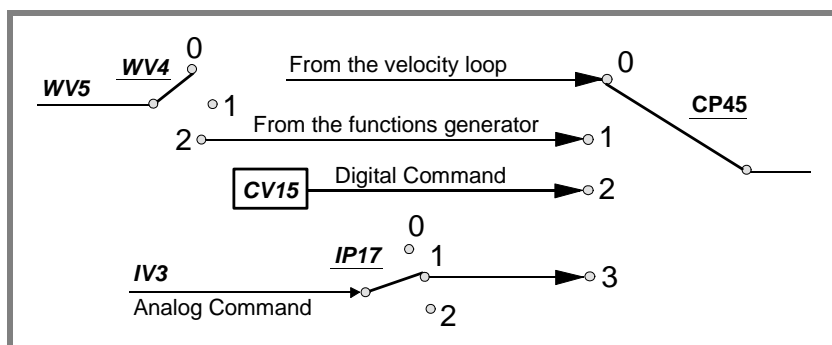 0
WV4
WV5
1
2
From the velocity loop
0
CP45
From the functions generator
1
CV15
Digital Command
2
0
IP17
1
IV3
Analog Command
2
3